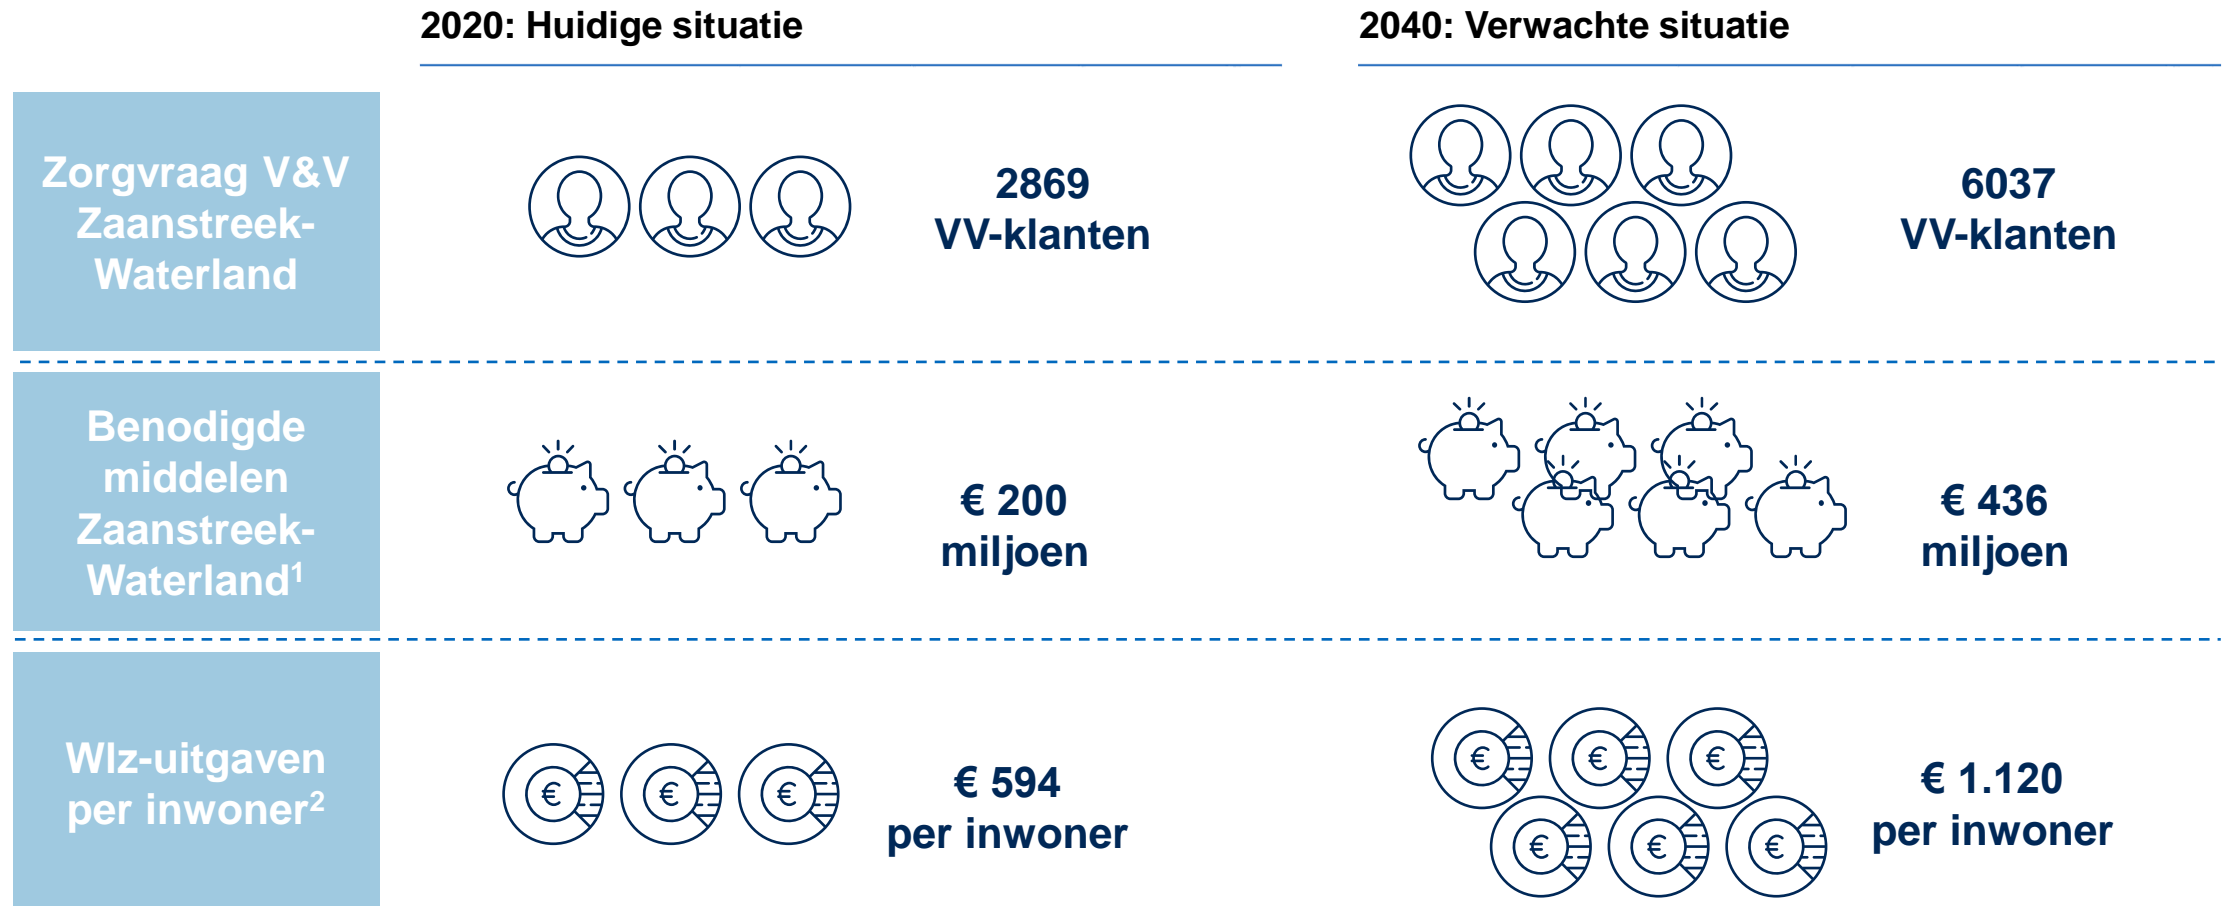 2020: Huidige situatie
2040: Verwachte situatie
Zorgvraag V&V
Zaanstreek-
Waterland
2869
VV-klanten
6037
VV-klanten
Benodigde
middelen
Zaanstreek-
Waterland¹
€ 200
miljoen
€ 436
miljoen
Wlz-uitgaven
per inwoner²
€ 594
per inwoner
€ 1.120
per inwoner